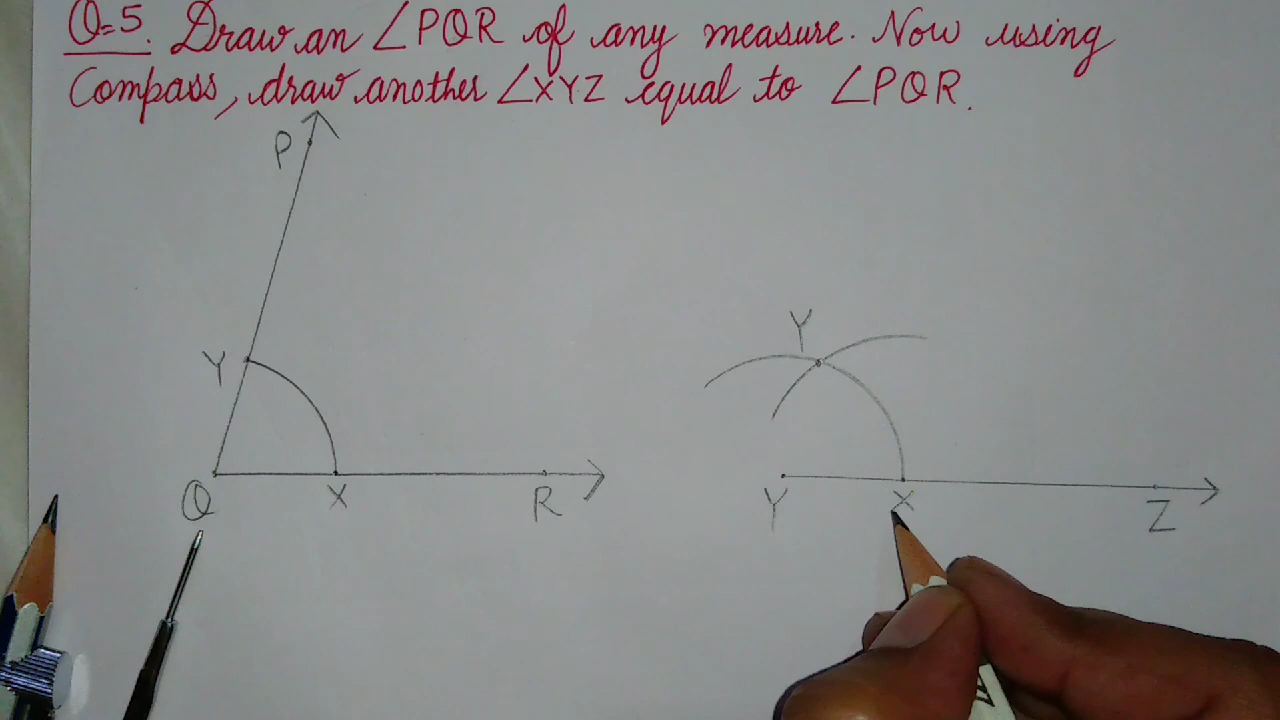 Q=5. Draw an ∠PQR of any measure. Now using
Compass, draw another ∠XYZ equal to ∠PQR.
P
Y
Y
Q
X
R
Y
X
Z